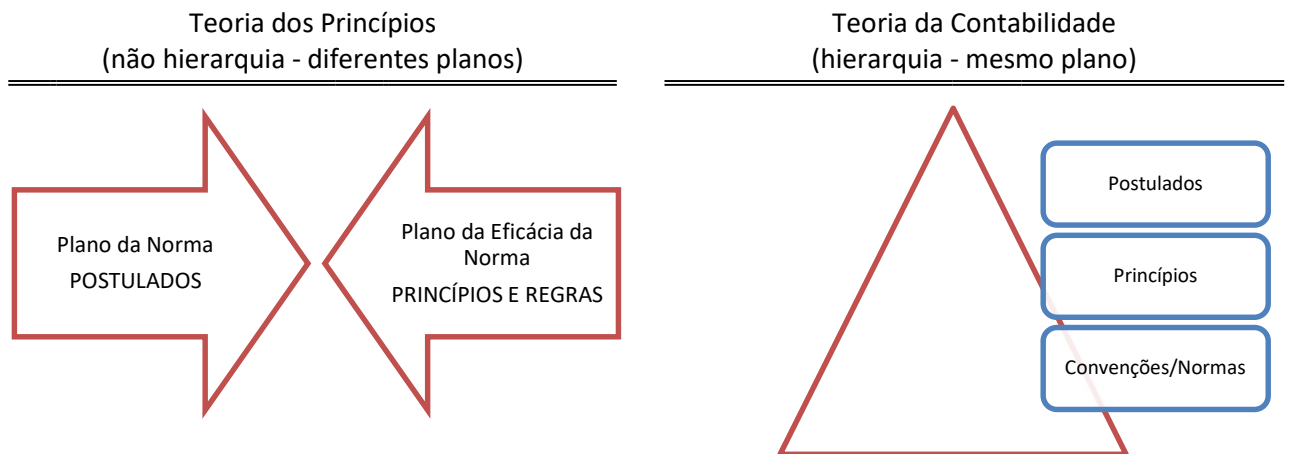 Teoria dos Princípios
(não hierarquia - diferentes planos)
Plano da Norma
POSTULADOS
Plano da Eficácia da
Norma
PRINCÍPIOS E REGRAS
Teoria da Contabilidade
(hierarquia - mesmo plano)
Postulados
Princípios
Convenções/Normas